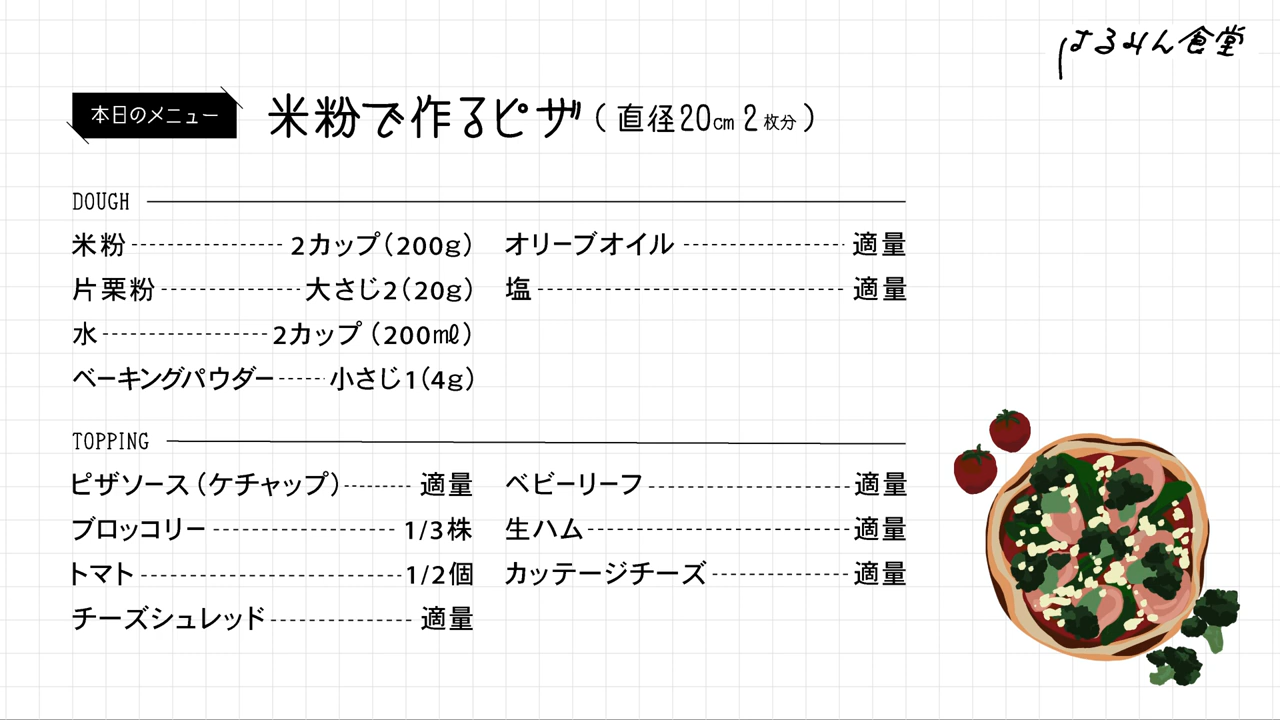 はるみん食堂
本日のメニュー 米粉で作るピザ（直径20cm 2枚分）
DOUGH
米粉 2カップ（200g）
片栗粉 大さじ2（20g）
水 2カップ（200㎖）
ベーキングパウダー 小さじ1（4g）
オリーブオイル 適量
塩 適量
TOPPING
ピザソース（ケチャップ） 適量
ブロッコリー 1/3株
トマト 1/2個
チーズシュレッド 適量
ベビーリーフ 適量
生ハム 適量
カッテージチーズ 適量